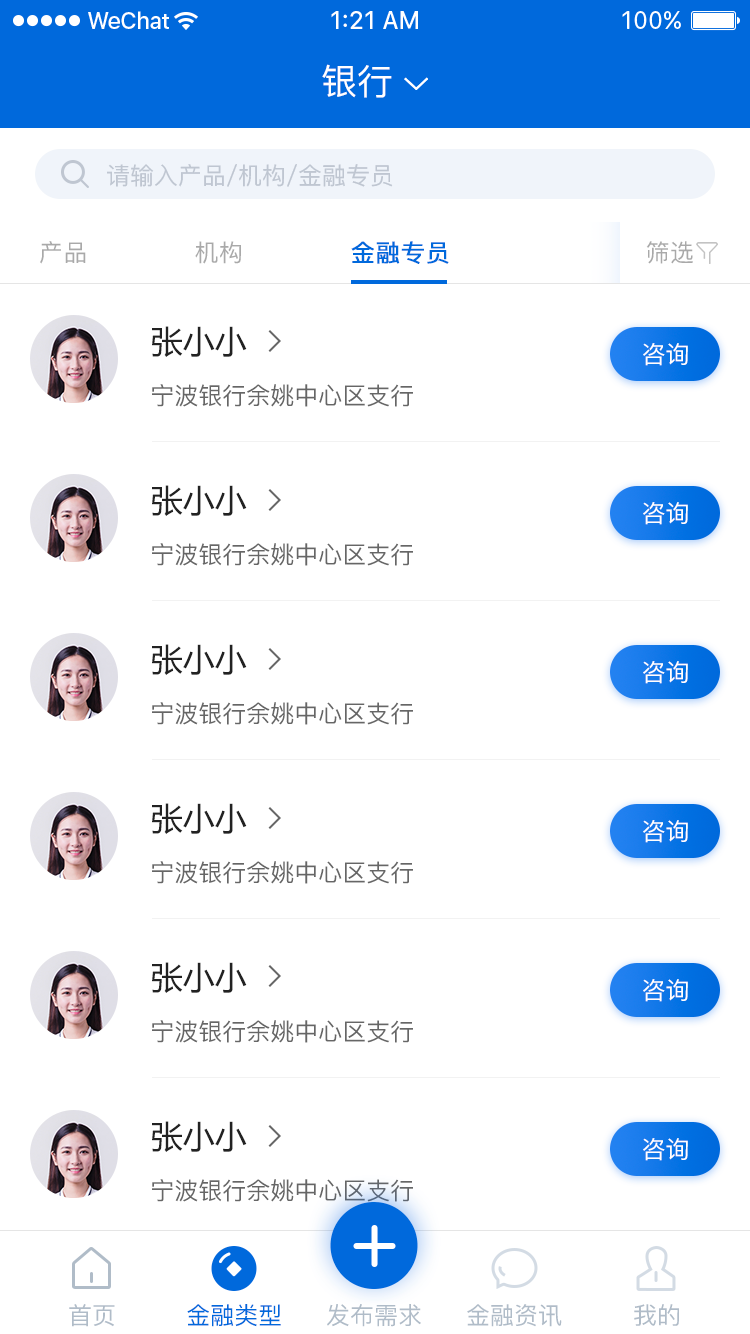 WeChat 1:21 AM 100%
银行
请输入产品/机构/金融专员
产品 机构 金融专员 筛选
张小小
咨询
宁波银行余姚中心区支行
张小小
咨询
宁波银行余姚中心区支行
张小小
咨询
宁波银行余姚中心区支行
张小小
咨询
宁波银行余姚中心区支行
张小小
咨询
宁波银行余姚中心区支行
张小小
咨询
宁波银行余姚中心区支行
首页 金融类型 发布需求 金融资讯 我的